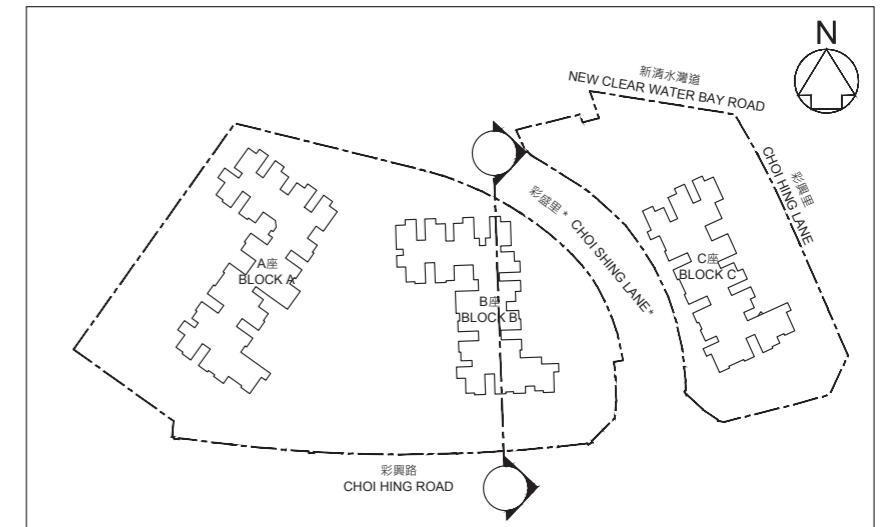 N
新清水灣道
NEW CLEAR WATER BAY ROAD
彩興里
CHOI HING LANE
彩盛里 * CHOI SHING LANE*
A座
BLOCK A
B座
BLOCK B
C座
BLOCK C
彩興路
CHOI HING ROAD